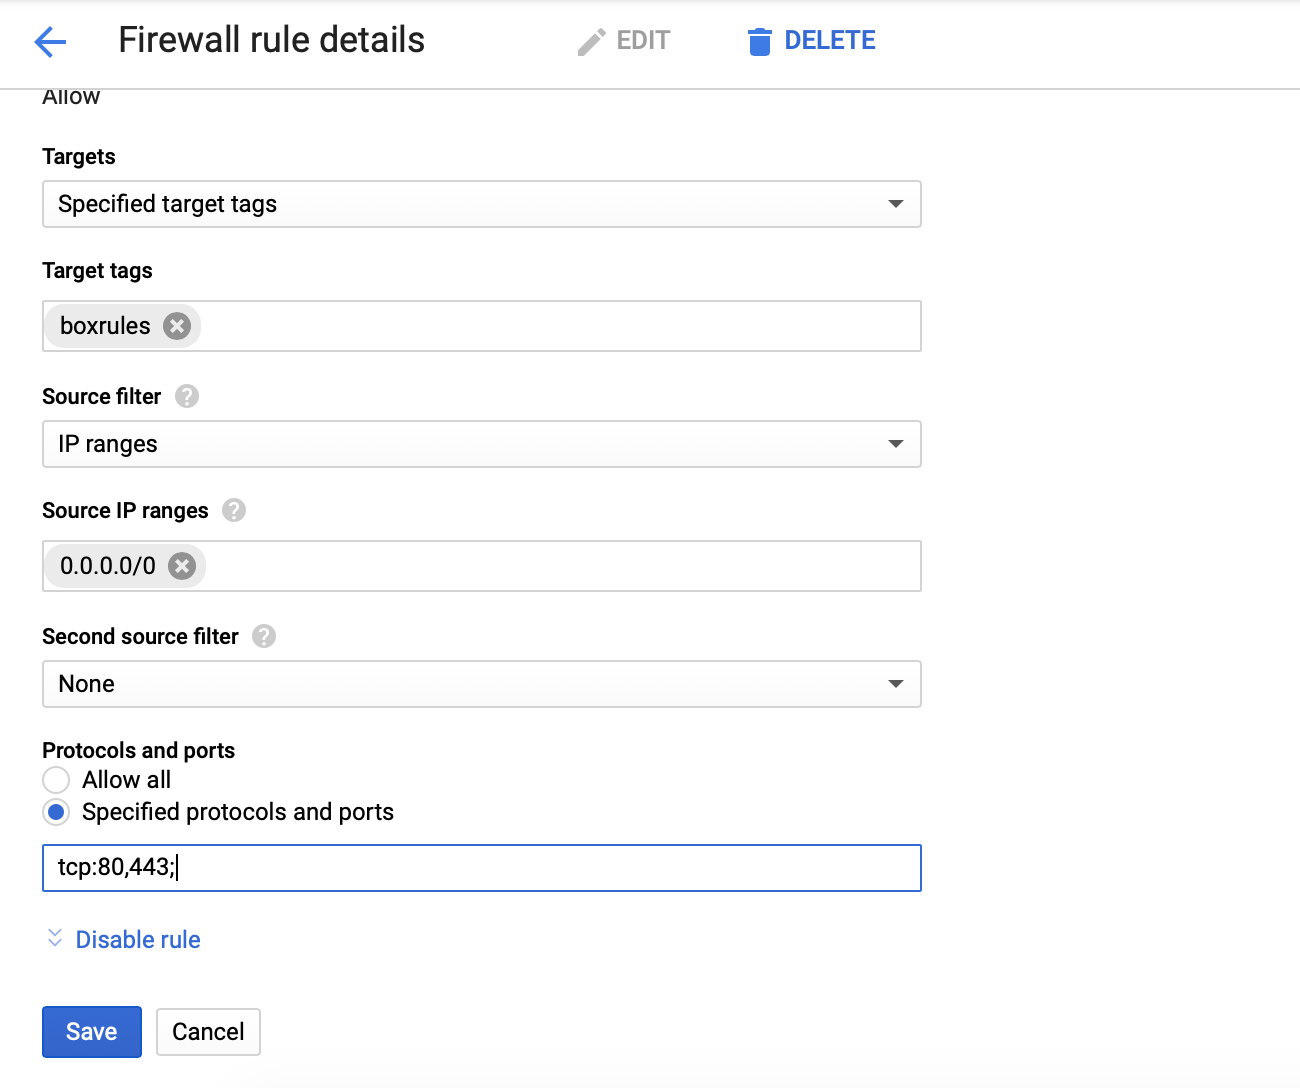 Firewall rule details
EDIT
DELETE
Allow
Targets
Specified target tags
Target tags
boxrules
Source filter ?
IP ranges
Source IP ranges ?
0.0.0.0/0
Second source filter ?
None
Protocols and ports
Allow all
Specified protocols and ports
tcp:80,443;
Disable rule
Save
Cancel